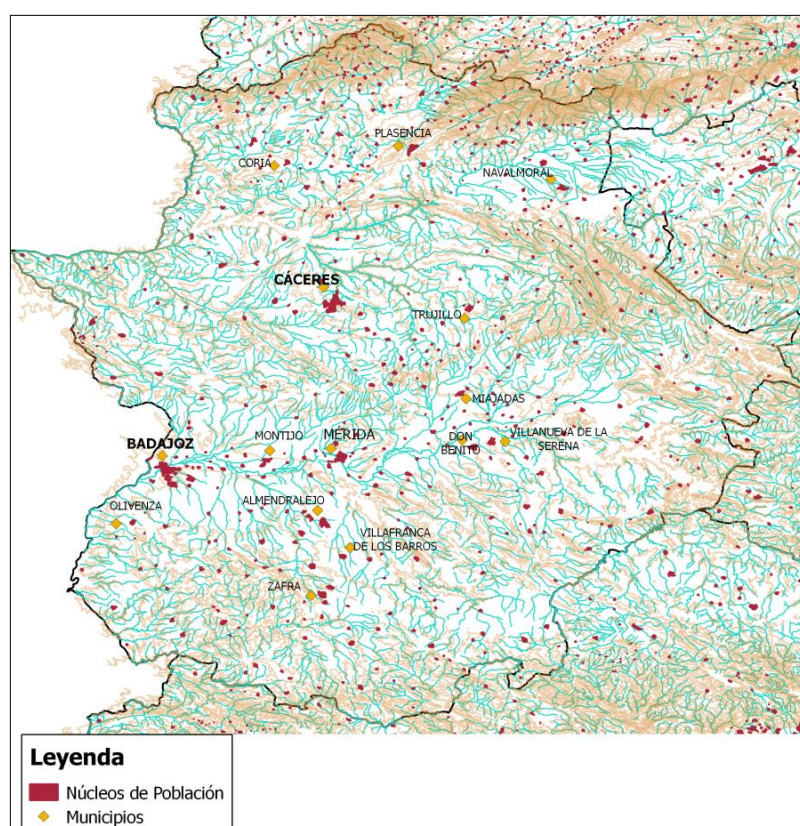 PLASENCIA
CORIA
NAVALMORAL
CÁCERES
TRUJILLO
MIAJADAS
BADAJOZ
MONTIJO
MÉRIDA
DON
BENITO
VILLANUEVA DE LA
SERENA
OLIVENZA
ALMENDRALEJO
VILLAFRANCA
DE LOS BARROS
ZAFRA
Leyenda
Núcleos de Población
Municipios